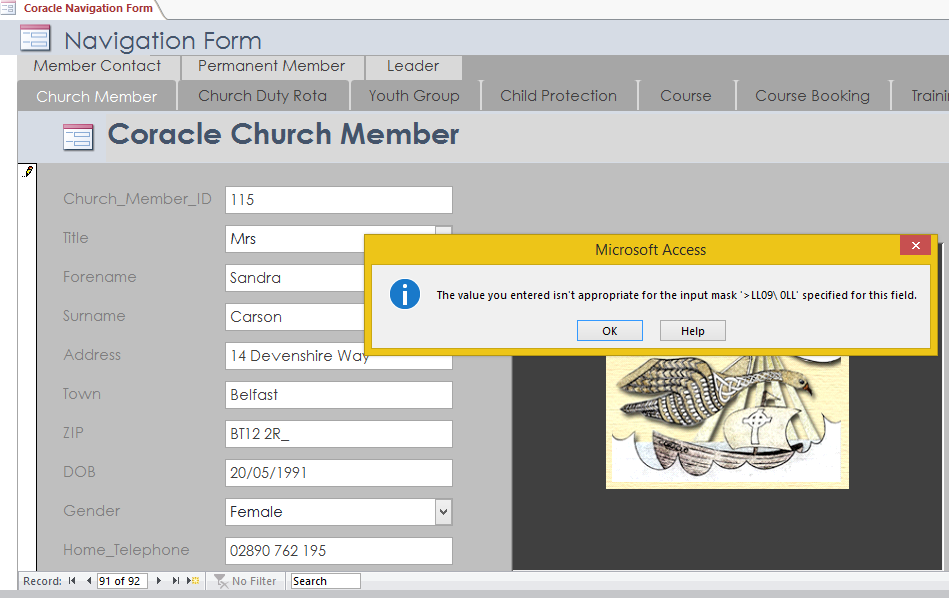 Coracle Navigation Form
Navigation Form
Member Contact Permanent Member Leader
Church Member Church Duty Rota Youth Group Child Protection Course Course Booking Traini
Coracle Church Member
Church_Member_ID 115
Title Mrs
Forename Sandra
Surname Carson
Address 14 Devenshire Way
Town Belfast
ZIP BT12 2R_
DOB 20/05/1991
Gender Female
Home_Telephone 02890 762 195
Microsoft Access
The value you entered isn't appropriate for the input mask '>LL09\ 0LL' specified for this field.
OK Help
Record: 91 of 92 No Filter Search